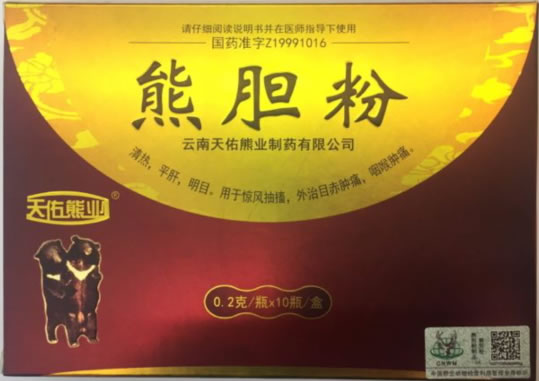 请仔细阅读说明书并在医师指导下使用
国药准字Z19991016
熊胆粉
云南天佑熊业制药有限公司
清热，平肝，明目。用于惊风抽搐，外治目赤肿痛，咽喉肿痛。
天佑熊业®
0.2克/瓶x10瓶/盒